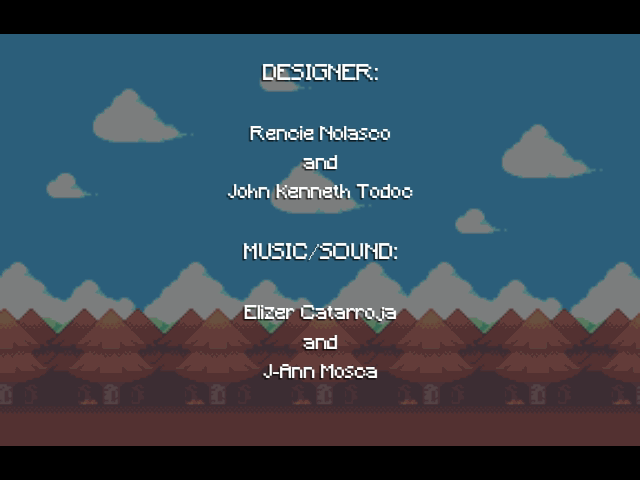 DESIGNER:
Rencie Nolasco
and
John Kenneth Todoc
MUSIC/SOUND:
Elizer Catarroja
and
J-Ann Mosca